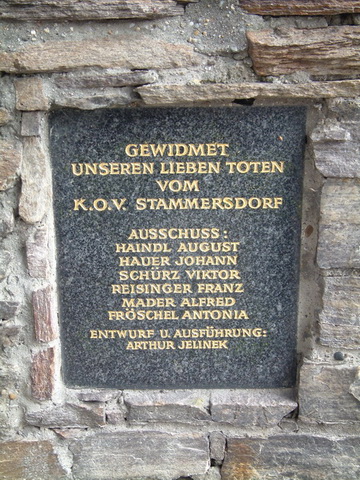 GEWIDMET
UNSEREN LIEBEN TOTEN
VOM
K.O.V. STAMMERSDORF
AUSSCHUSS:
HAINDL AUGUST
HAUER JOHANN
SCHÜRZ VIKTOR
REISINGER FRANZ
MADER ALFRED
FRÖSCHEL ANTONIA
ENTWURF U. AUSFÜHRUNG:
ARTHUR JELINEK